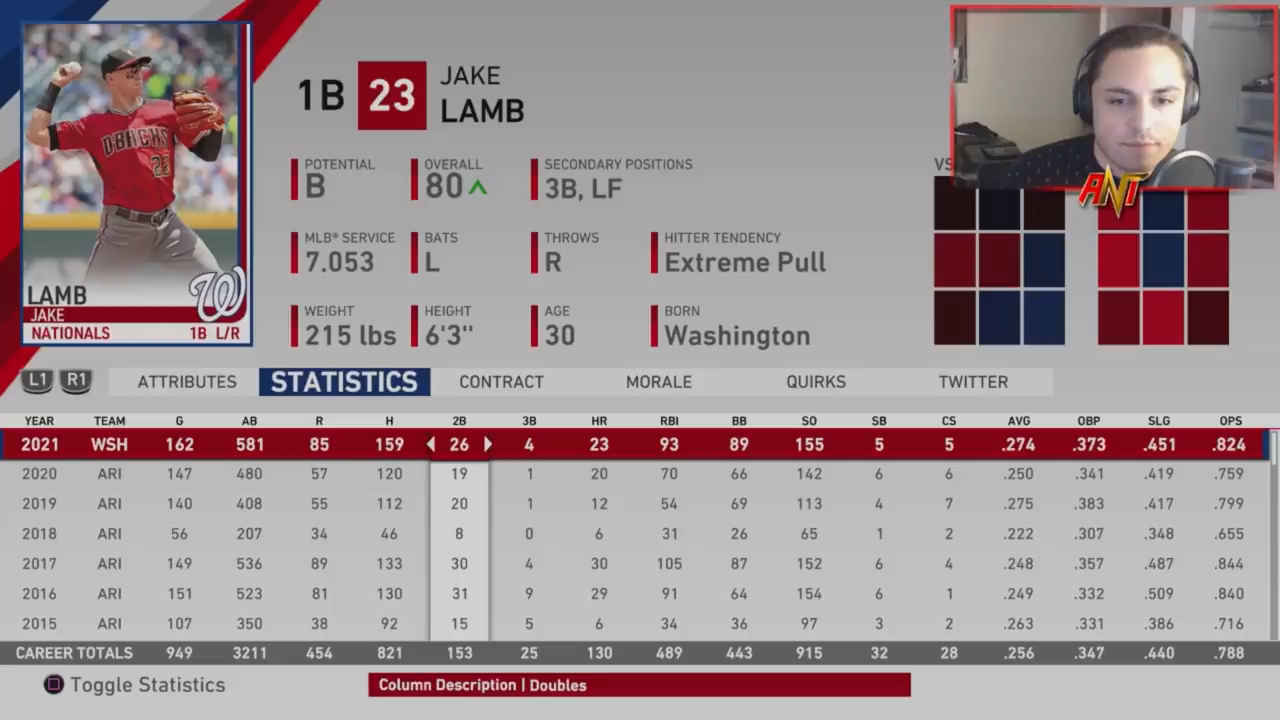 1B 23 JAKE LAMB
POTENTIAL B
OVERALL 80
SECONDARY POSITIONS 3B, LF
VS
ANT
MLB® SERVICE 7.053
BATS L
THROWS R
HITTER TENDENCY Extreme Pull
WEIGHT 215 lbs
HEIGHT 6'3"
AGE 30
BORN Washington
D-BACKS
22
W
LAMB
JAKE
NATIONALS 1B L/R
L1 R1 ATTRIBUTES STATISTICS CONTRACT MORALE QUIRKS TWITTER
YEAR TEAM G AB R H 2B 3B HR RBI BB SO SB CS AVG OBP SLG OPS
2021 WSH 162 581 85 159 26 4 23 93 89 155 5 5 .274 .373 .451 .824
2020 ARI 147 480 57 120 19 1 20 70 66 142 6 6 .250 .341 .419 .759
2019 ARI 140 408 55 112 20 1 12 54 69 113 4 7 .275 .383 .417 .799
2018 ARI 56 207 34 46 8 0 6 31 26 65 1 2 .222 .307 .348 .655
2017 ARI 149 536 89 133 30 4 30 105 87 152 6 4 .248 .357 .487 .844
2016 ARI 151 523 81 130 31 9 29 91 64 154 6 1 .249 .332 .509 .840
2015 ARI 107 350 38 92 15 5 6 34 36 97 3 2 .263 .331 .386 .716
CAREER TOTALS 949 3211 454 821 153 25 130 489 443 915 32 28 .256 .347 .440 .788
Toggle Statistics
Column Description | Doubles